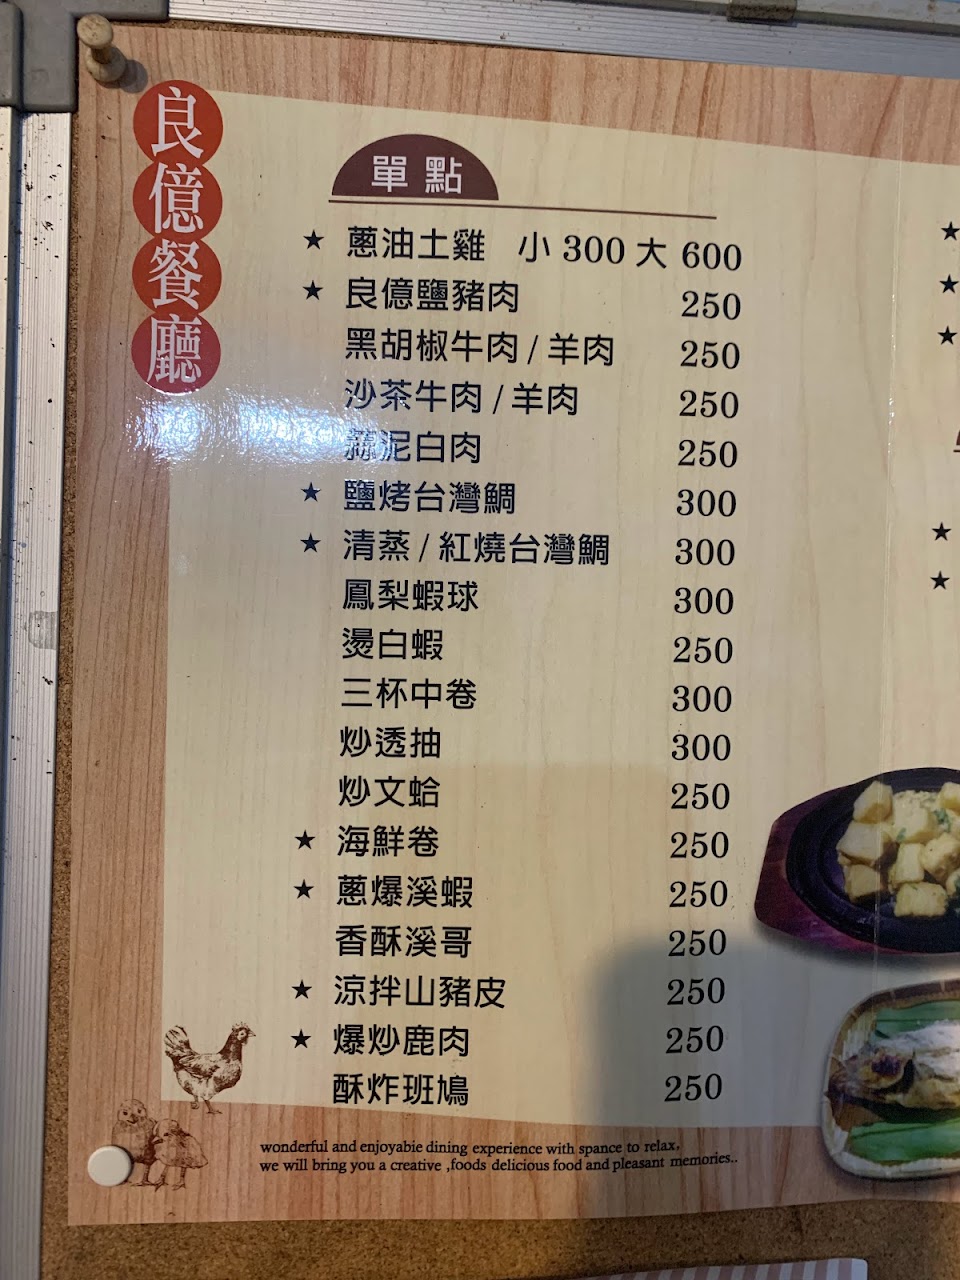 良億餐廳
單點
★ 蔥油土雞 小 300 大 600
★ 良億鹽豬肉 250
黑胡椒牛肉 / 羊肉 250
沙茶牛肉 / 羊肉 250
蒜泥白肉 250
★ 鹽烤台灣鯛 300
★ 清蒸 / 紅燒台灣鯛 300
鳳梨蝦球 300
燙白蝦 250
三杯中卷 300
炒透抽 300
炒文蛤 250
★ 海鮮卷 250
★ 蔥爆溪蝦 250
香酥溪哥 250
★ 涼拌山豬皮 250
★ 爆炒鹿肉 250
酥炸班鳩 250
wonderful and enjoyabie dining experience with spance to relax,
we will bring you a creative ,foods delicious food and pleasant memories..